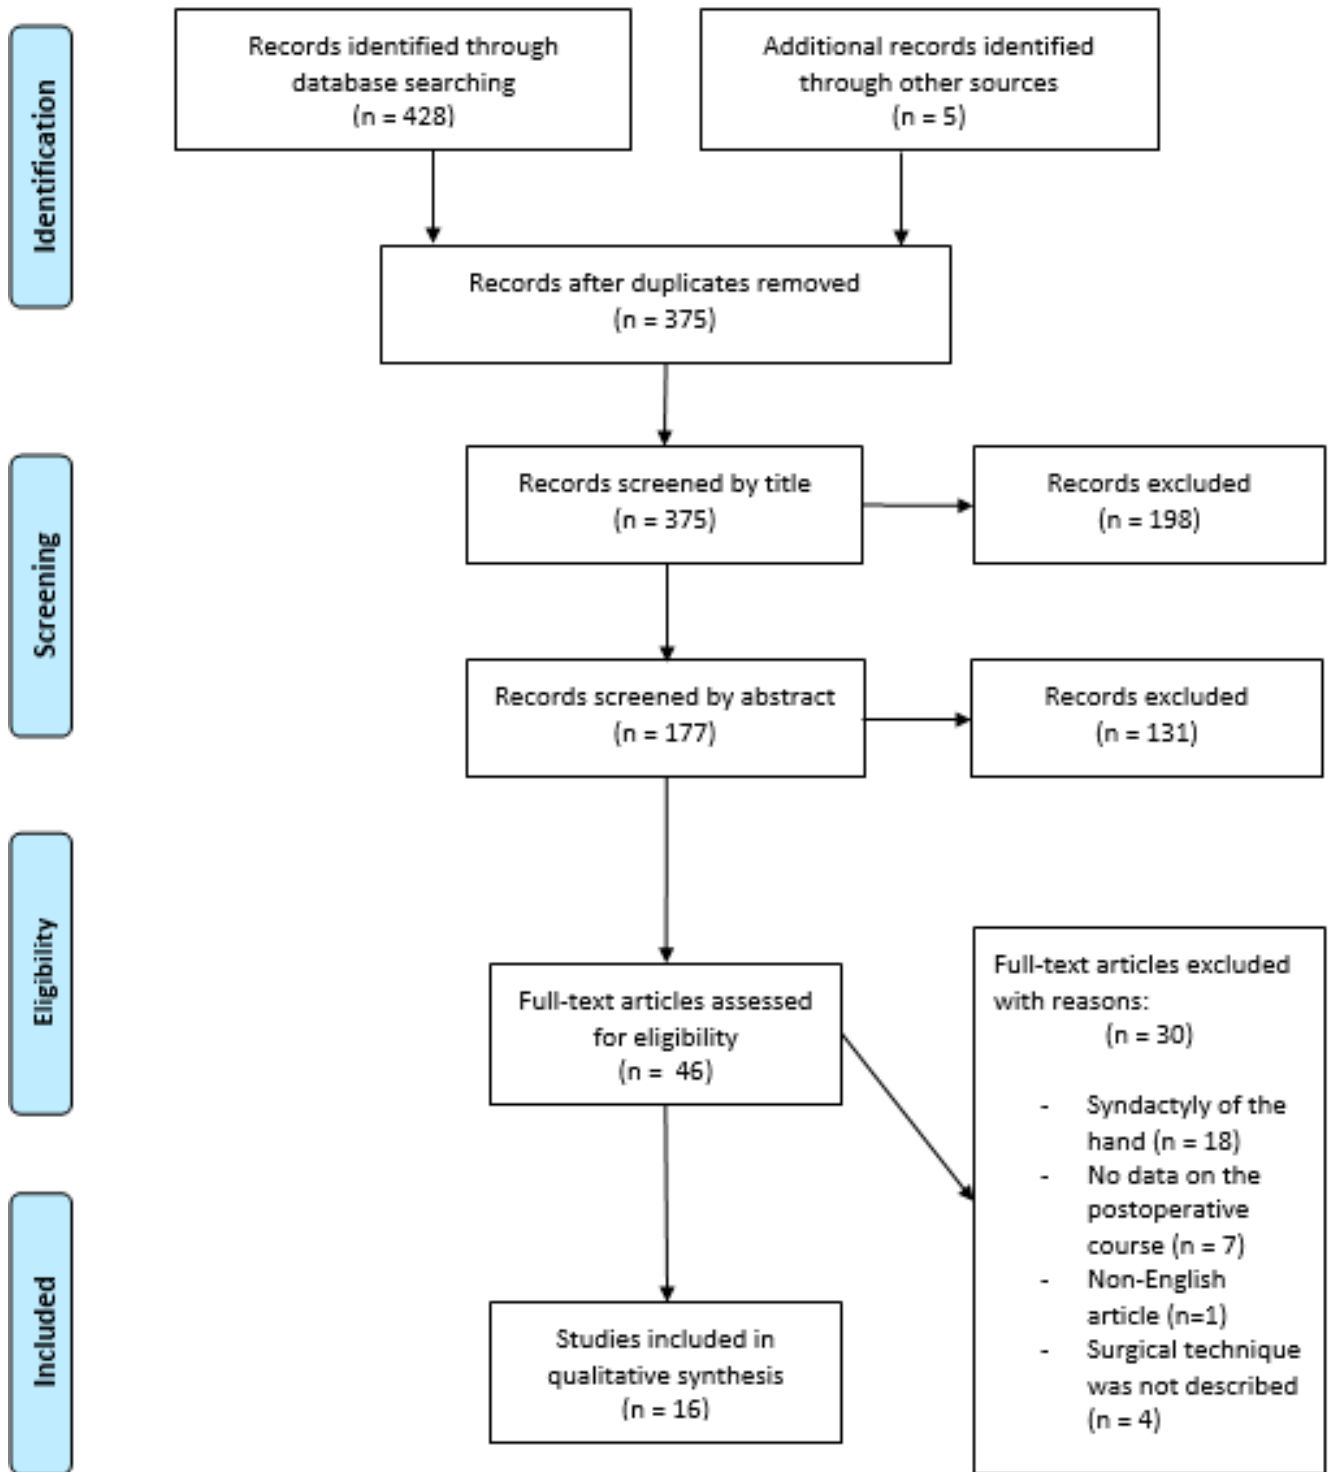 Identification
Records identified through
database searching
(n = 428)
Additional records identified
through other sources
(n = 5)
Records after duplicates removed
(n = 375)
Screening
Records screened by title
(n = 375)
Records excluded
(n = 198)
Records screened by abstract
(n = 177)
Records excluded
(n = 131)
Eligibility
Full-text articles assessed
for eligibility
(n = 46)
Full-text articles excluded
with reasons:
(n = 30)
- Syndactyly of the
hand (n = 18)
- No data on the
postoperative
course (n = 7)
- Non-English
article (n=1)
- Surgical technique
was not described
(n = 4)
Included
Studies included in
qualitative synthesis
(n = 16)